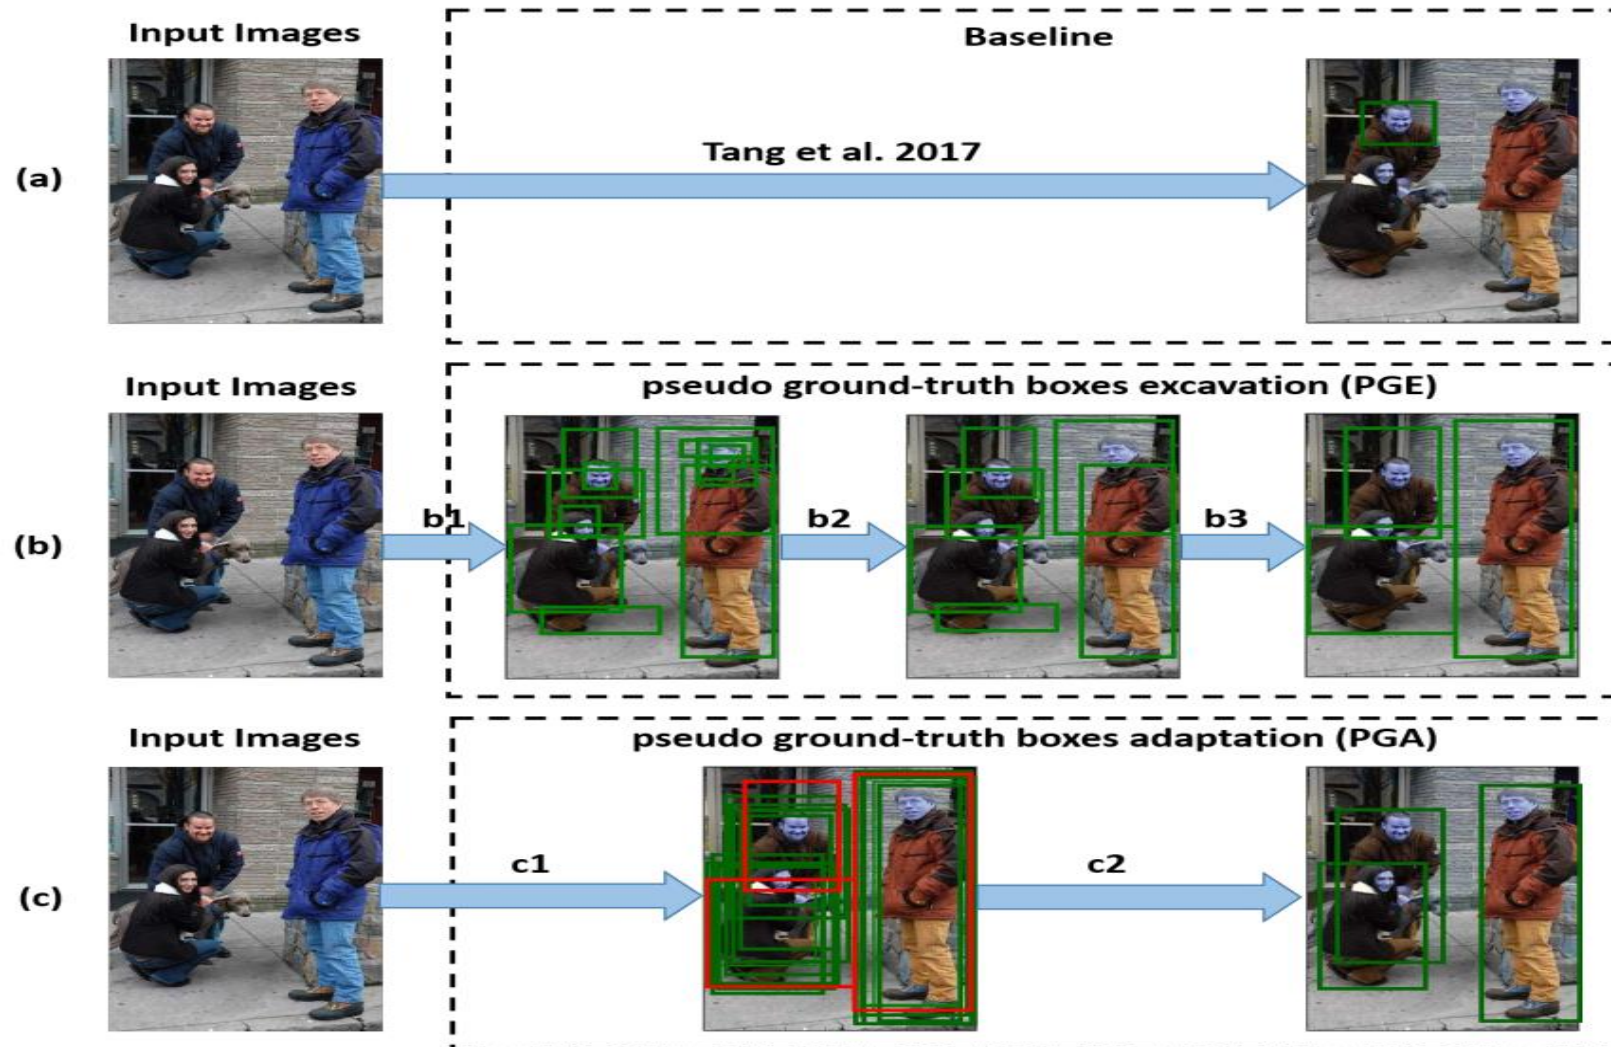 Input Images
Baseline
(a)
Tang et al. 2017
Input Images
pseudo ground-truth boxes excavation (PGE)
(b)
b1
b2
b3
Input Images
pseudo ground-truth boxes adaptation (PGA)
(c)
c1
c2